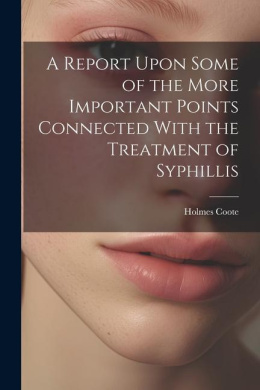 A Report Upon Some
of the More
Important Points
Connected With the
Treatment of
Syphillis
Holmes Coote